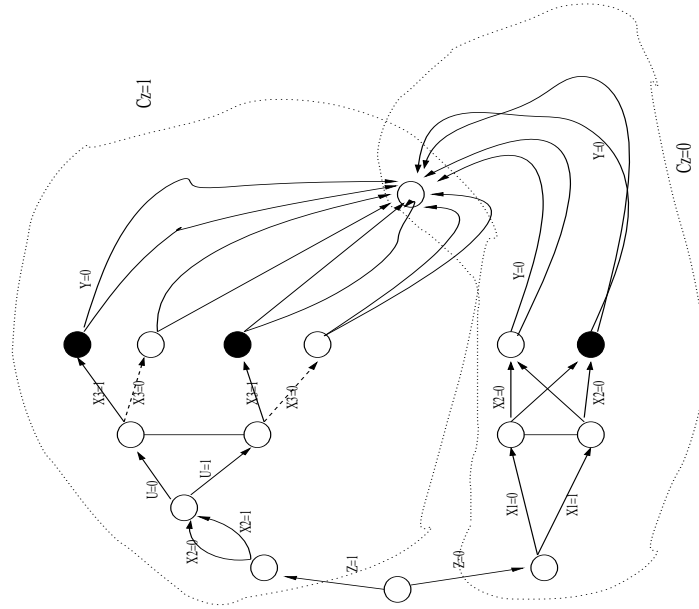 Cz=1
Y=0
Y=0
Cz=0
Y=0
X3=1
X3=0
X3=1
X3=0
X2=0
X2=0
U=0
U=1
X2=0
X2=1
X1=0
X1=1
Z=1
Z=0